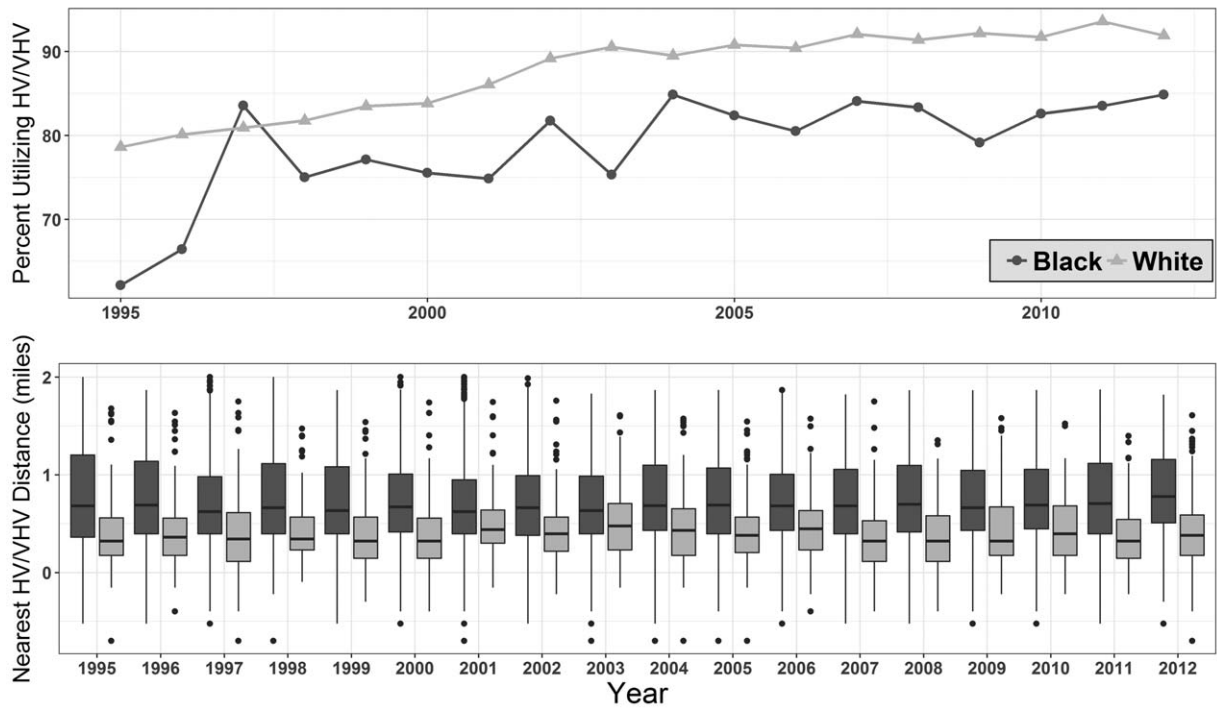 Percent Utilizing HV/VHV
90
80
70
Black White
1995 2000 2005 2010
Nearest HV/VHV Distance (miles)
2
1
0
1995 1996 1997 1998 1999 2000 2001 2002 2003 2004 2005 2006 2007 2008 2009 2010 2011 2012
Year